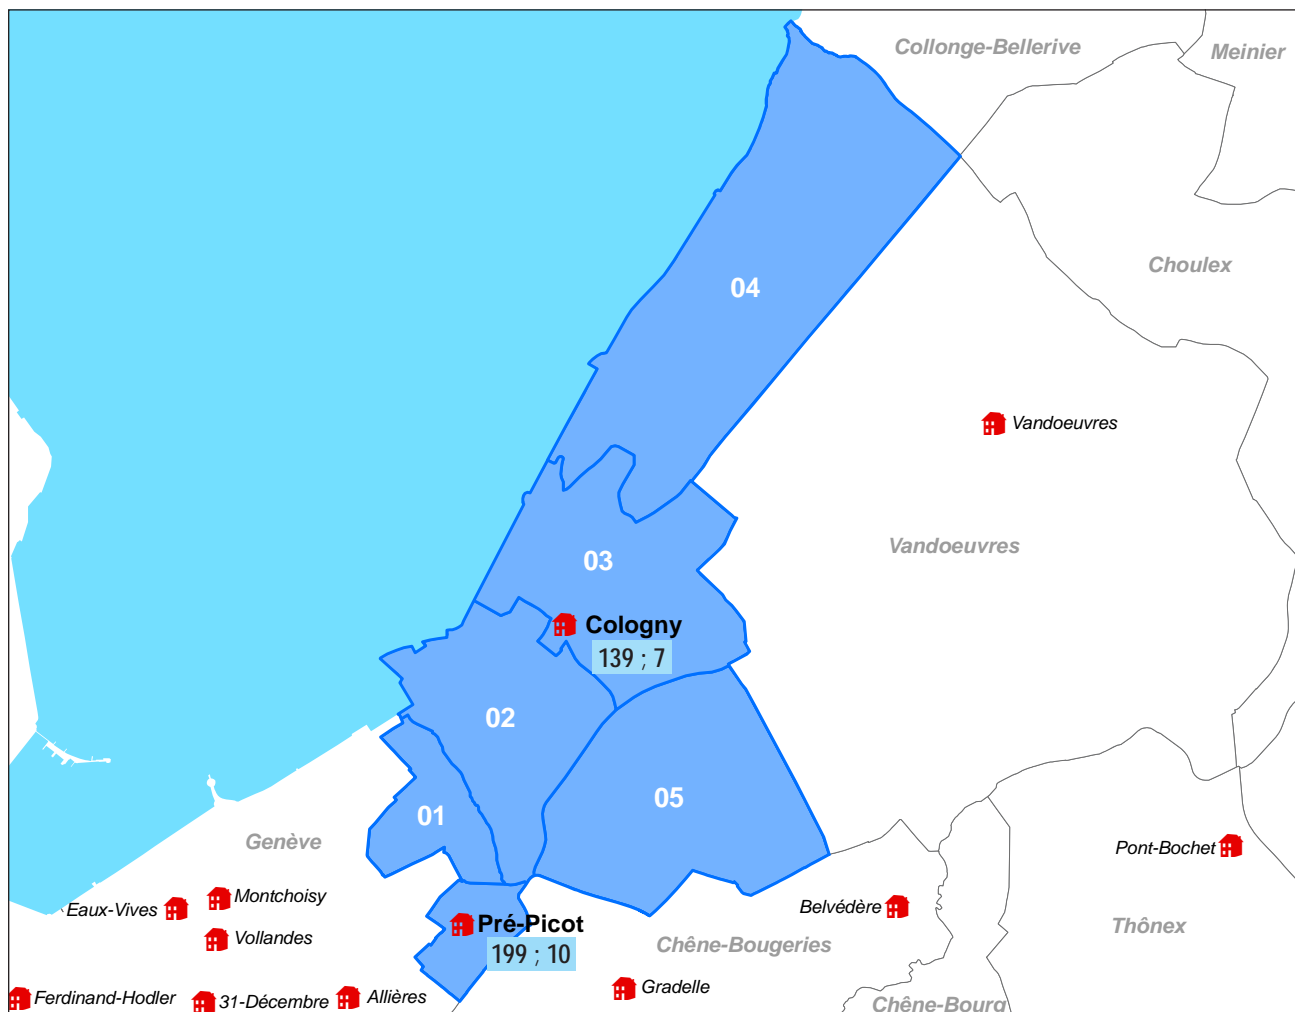 Collonge-Bellerive
Meinier
Choulex
04
Vandoeuvres
Vandoeuvres
03
Cologny
139 ; 7
02
05
01
Genève
Pont-Bochet
Montchoisy
Eaux-Vives
Belvédère
Pré-Picot
Thônex
Vollandes
Chêne-Bougeries
199 ; 10
Gradelle
Ferdinand-Hodler
31-Décembre
Allières
Chêne-Bourg